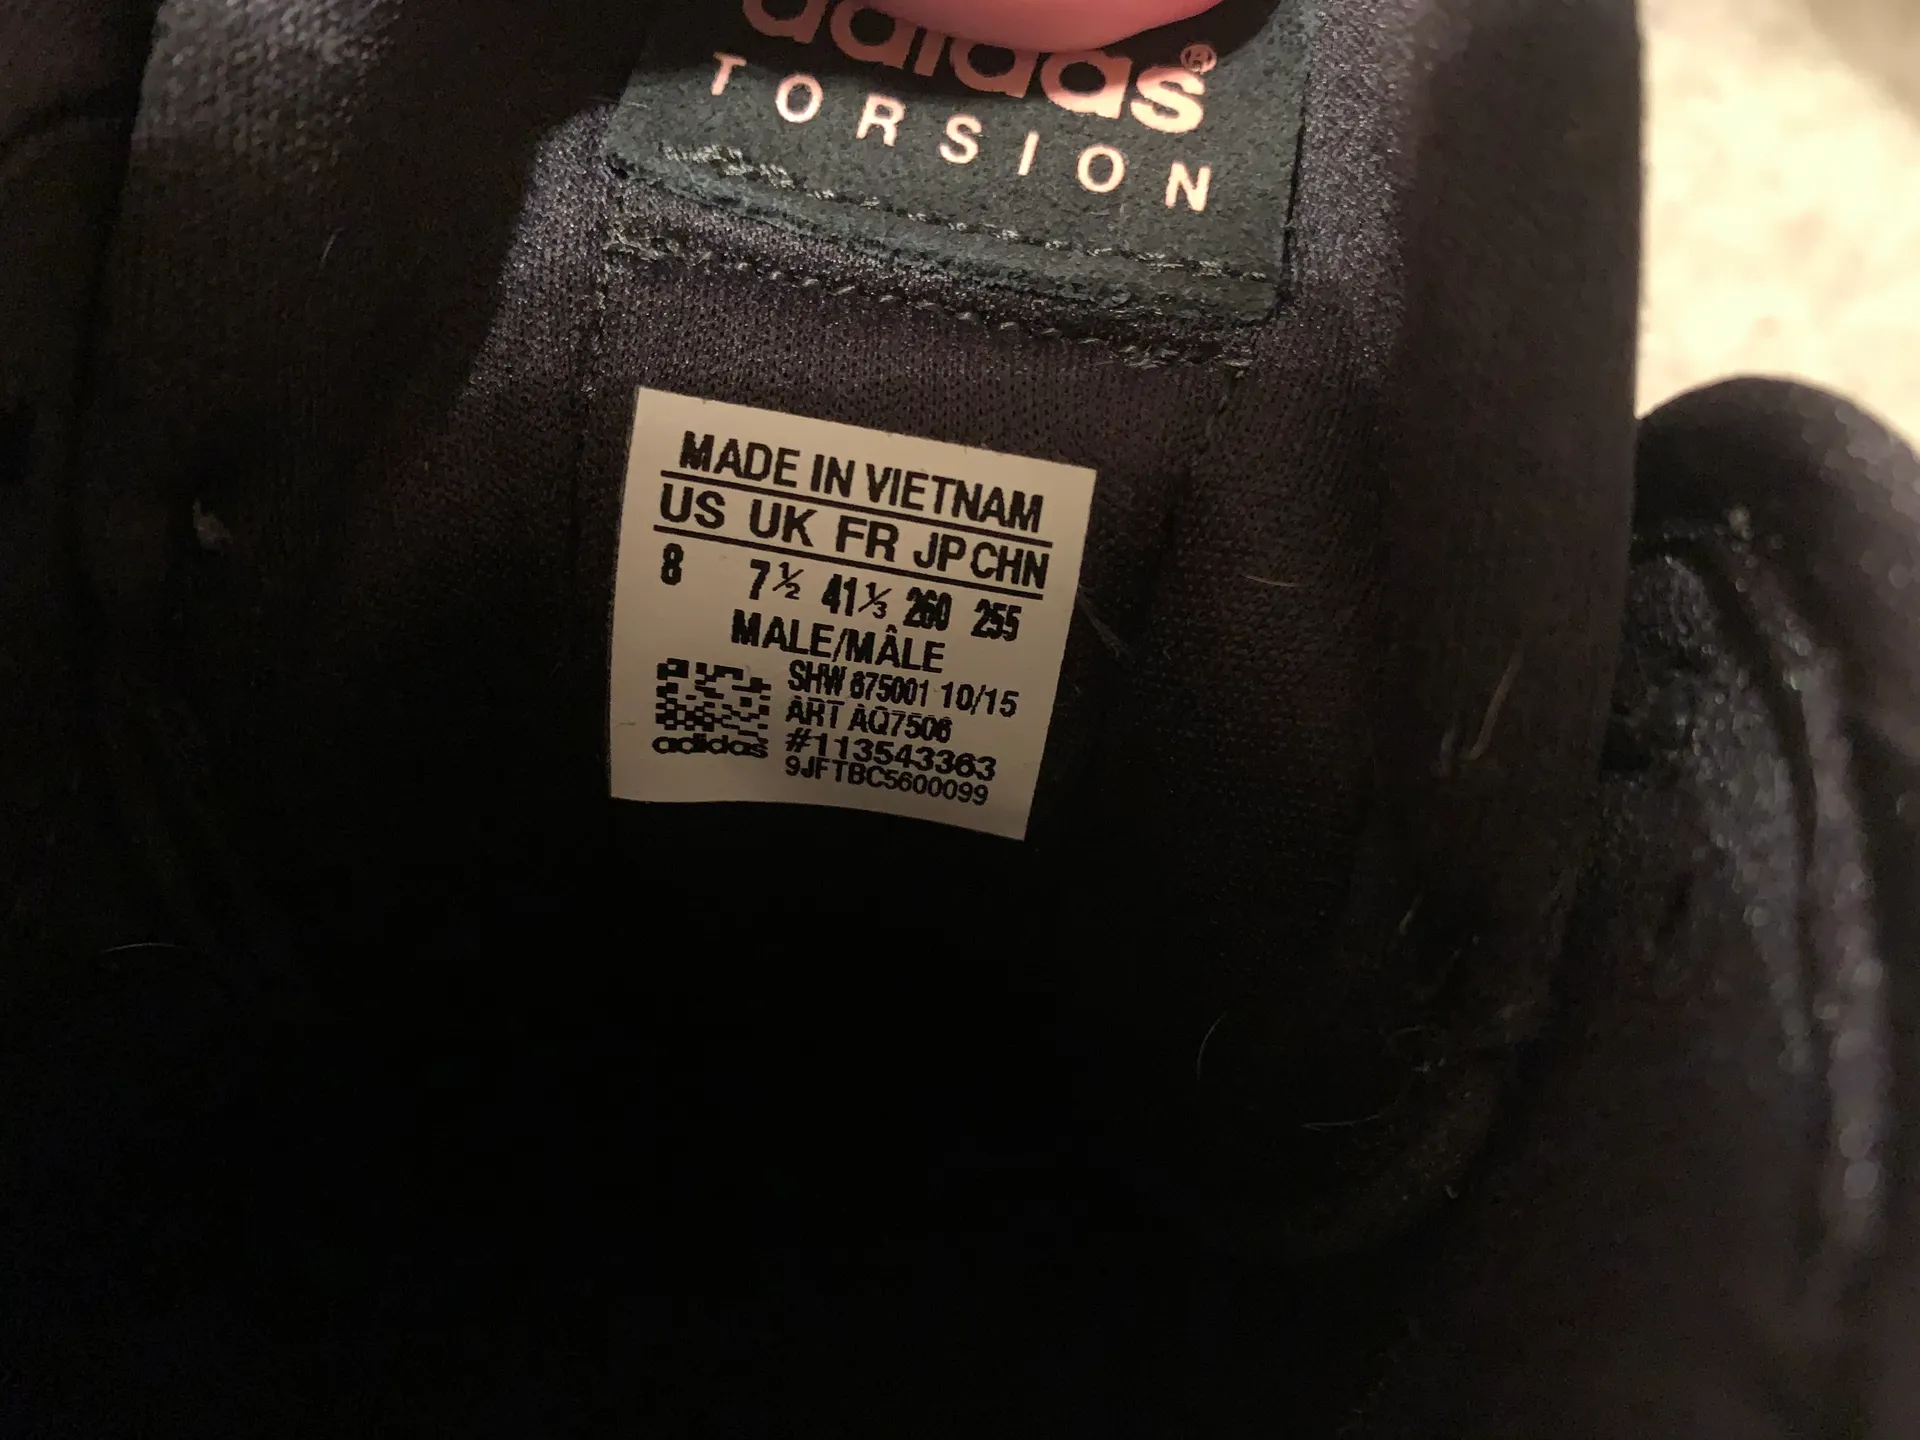 adidas®
TORSION
MADE IN VIETNAM
US UK FR JP CHN
8 7½ 41⅓ 260 255
MALE/MÂLE
SHW 675001 10/15
ART AQ7506
#113543363
9JFTBC5600099
adidas